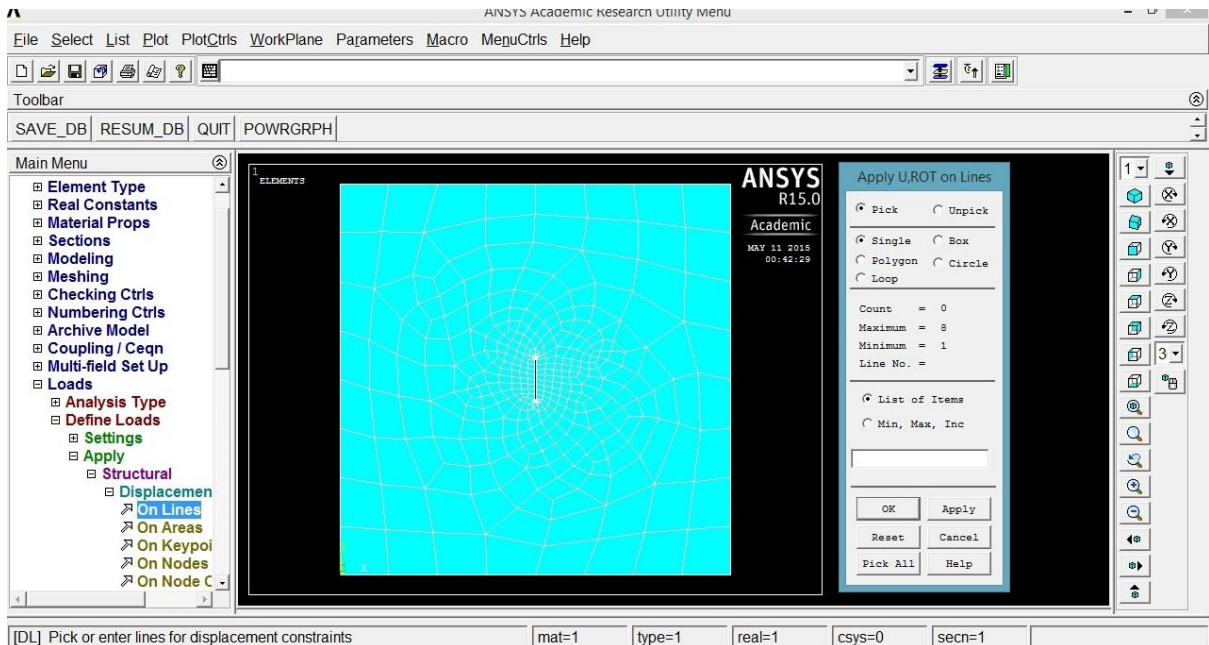 ANSYS Academic Research Utility Menu
File Select List Plot PlotCtrls WorkPlane Parameters Macro MenuCtrls Help
Toolbar
SAVE_DB RESUM_DB QUIT POWRGRPH
Main Menu
Element Type
Real Constants
Material Props
Sections
Modeling
Meshing
Checking Ctrls
Numbering Ctrls
Archive Model
Coupling / Ceqn
Multi-field Set Up
Loads
Analysis Type
Define Loads
Settings
Apply
Structural
Displacemen
On Lines
On Areas
On Keypoi
On Nodes
On Node C
1
ELEMENTS
X
ANSYS
R15.0
Academic
MAY 11 2015
00:42:29
Apply U,ROT on Lines
Pick Unpick
Single Box
Polygon Circle
Loop
Count = 0
Maximum = 8
Minimum = 1
Line No. =
List of Items
Min, Max, Inc
OK Apply
Reset Cancel
Pick All Help
1
3
[DL] Pick or enter lines for displacement constraints mat=1 type=1 real=1 csys=0 secn=1